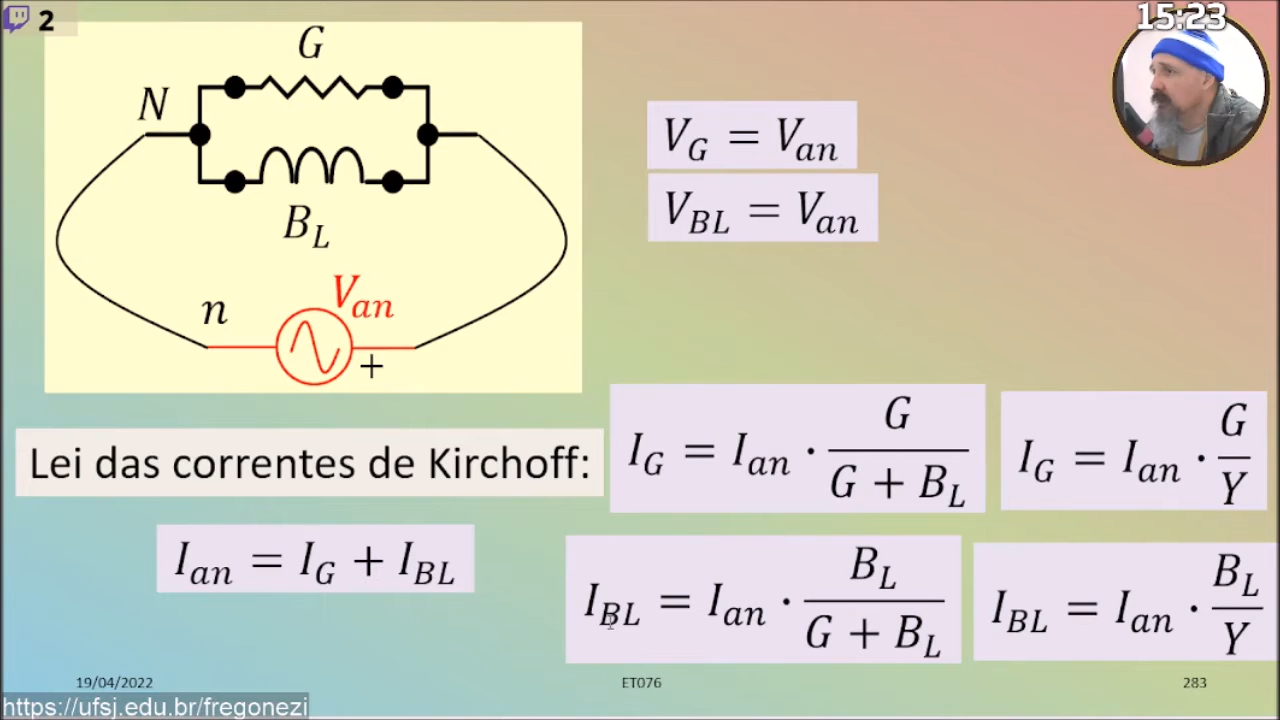 2
15:23
G
N
B_L
V_an
n
+
V_G = V_an
V_BL = V_an
Lei das correntes de Kirchoff:
I_an = I_G + I_BL
I_G = I_an · G / (G + B_L)
I_G = I_an · G / Y
I_BL = I_an · B_L / (G + B_L)
I_BL = I_an · B_L / Y
19/04/2022
ET076
283
https://ufsj.edu.br/fregonezi